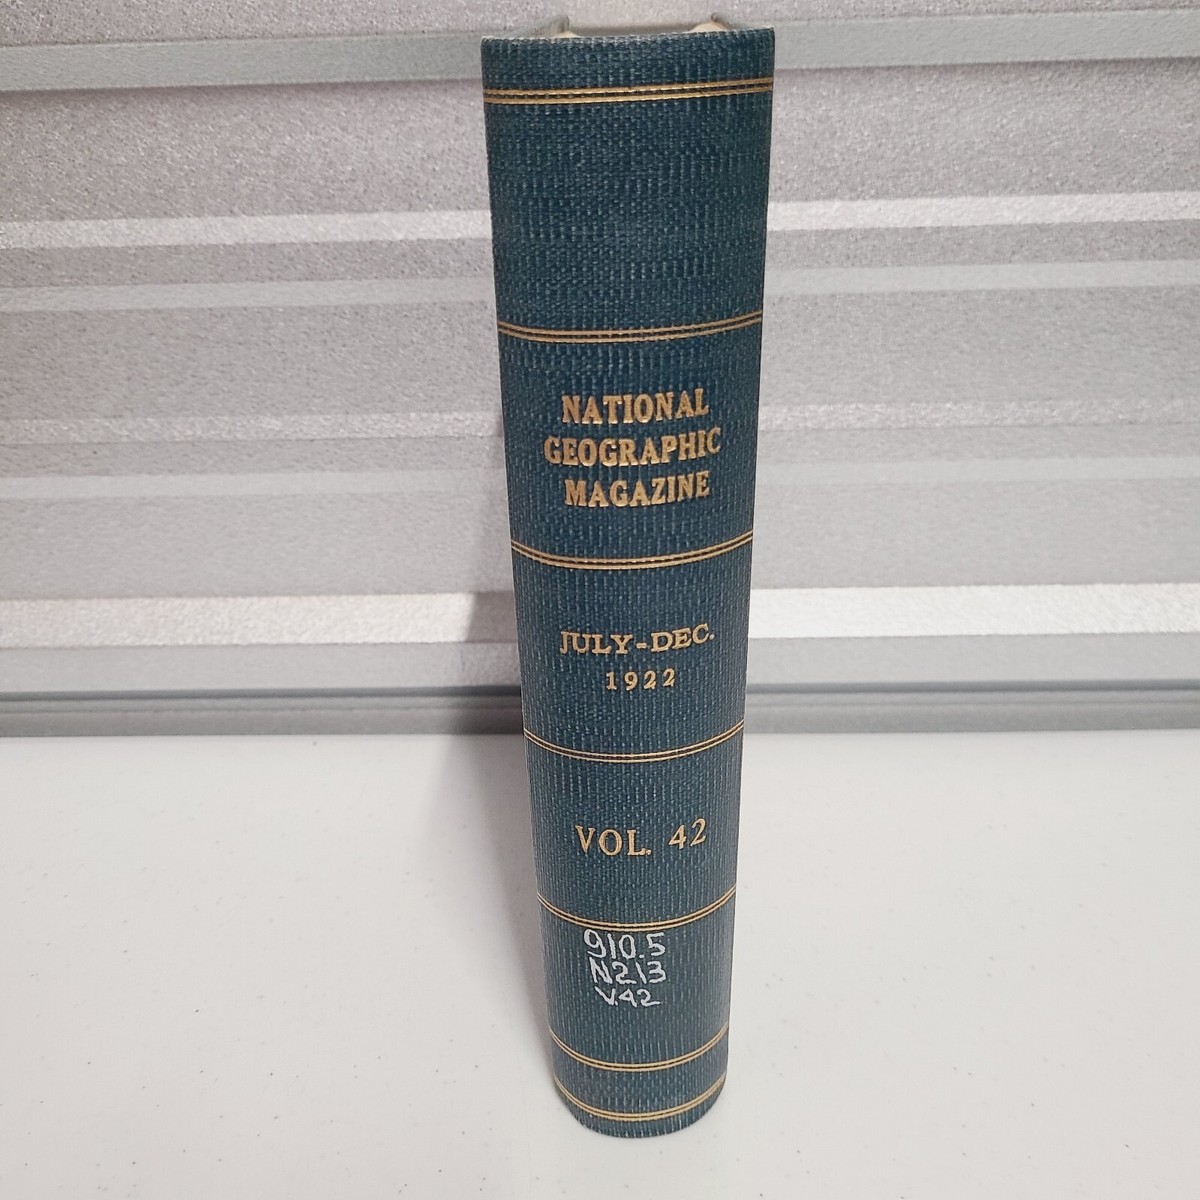 NATIONAL
GEOGRAPHIC
MAGAZINE
JULY-DEC.
1922
VOL. 42
910.5
N213
V.42